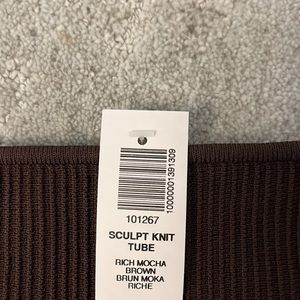 10000001391309
101267
SCULPT KNIT
TUBE
RICH MOCHA
BROWN
BRUN MOKA
RICHE